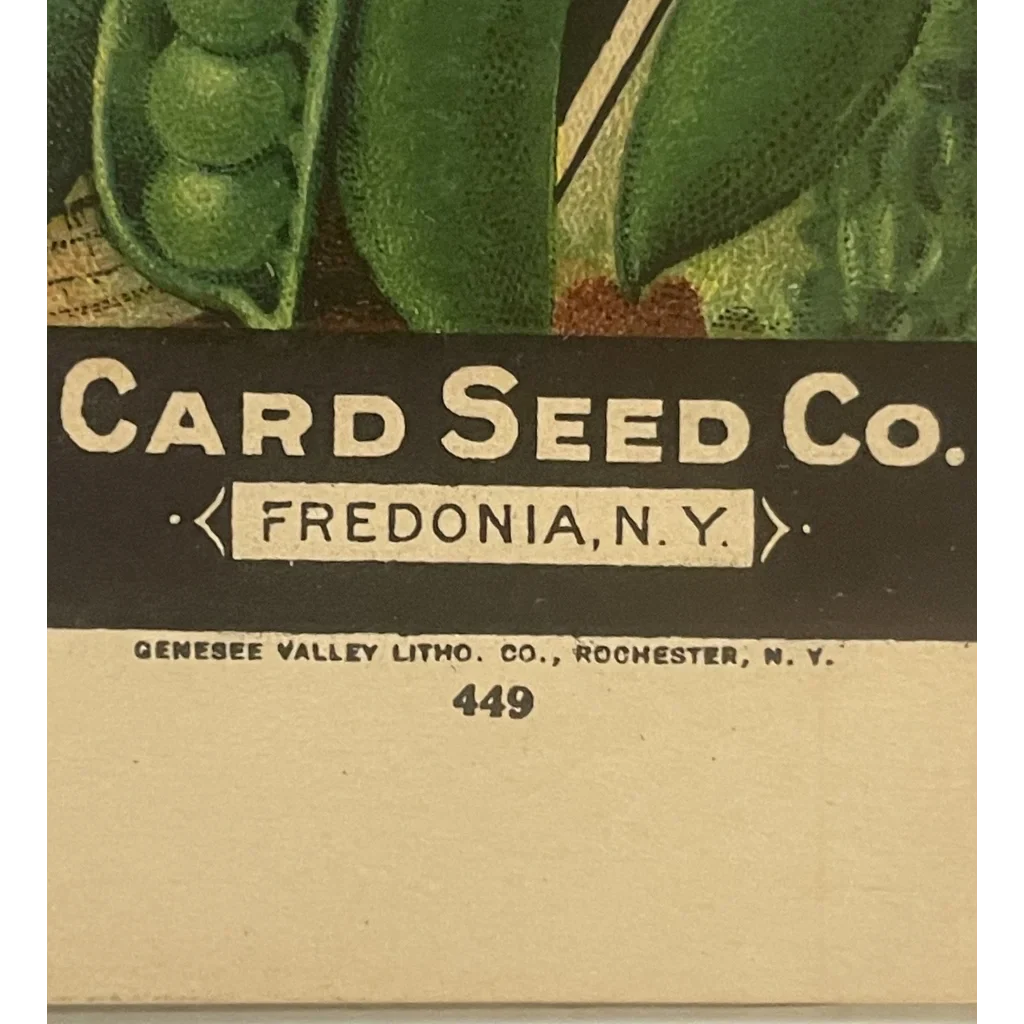 CARD SEED CO.
FREDONIA, N. Y.
GENESEE VALLEY LITHO. CO., ROCHESTER, N. Y.
449